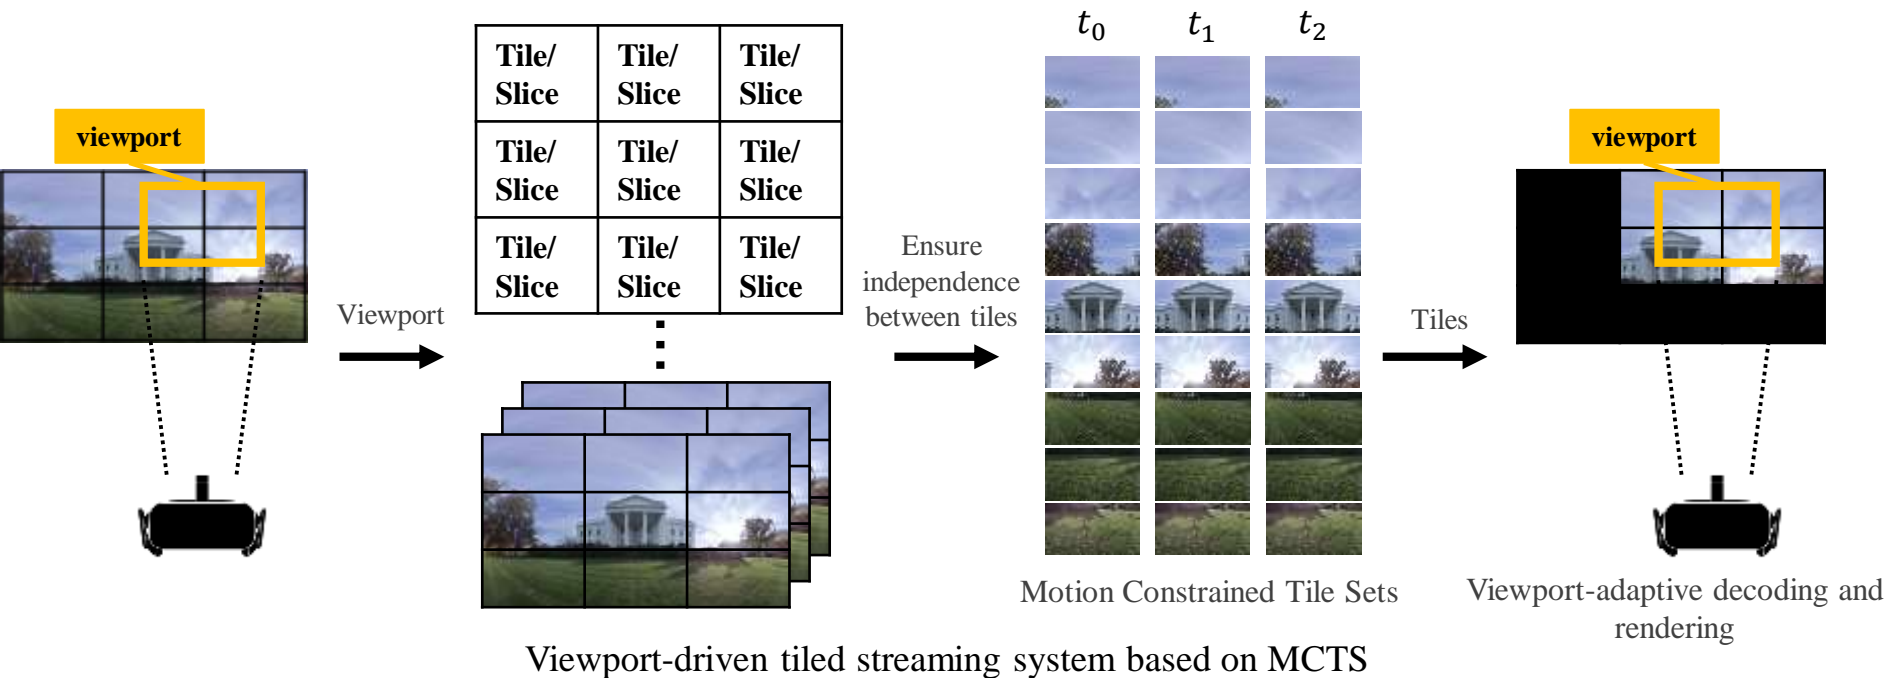 viewport
Viewport
Tile/
Slice
Tile/
Slice
Tile/
Slice
Tile/
Slice
Tile/
Slice
Tile/
Slice
Tile/
Slice
Tile/
Slice
Tile/
Slice
Ensure
independence
between tiles
t₀
t₁
t₂
Motion Constrained Tile Sets
Tiles
viewport
Viewport-adaptive decoding and
rendering
Viewport-driven tiled streaming system based on MCTS